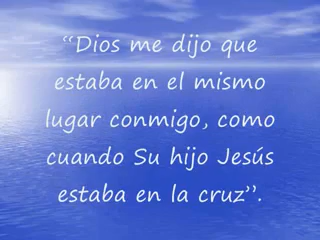 “Dios me dijo que
estaba en el mismo
lugar conmigo, como
cuando Su hijo Jesús
estaba en la cruz”.